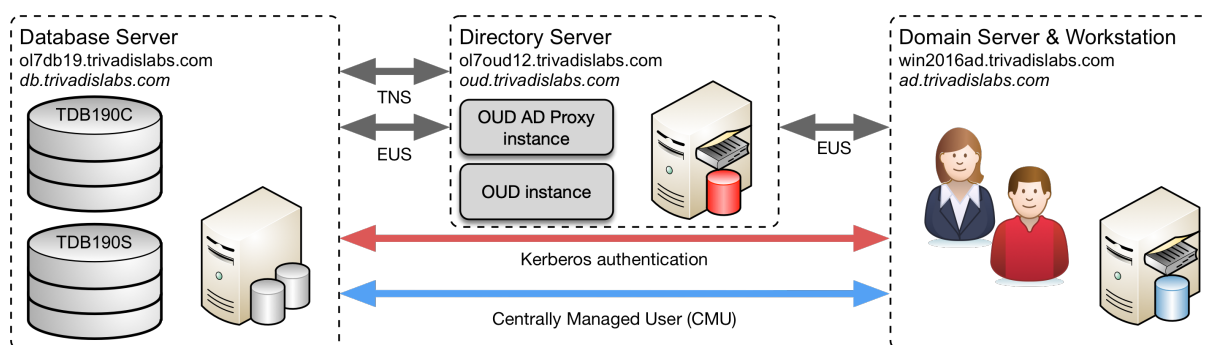 Database Server
ol7db19.trivadislabs.com
db.trivadislabs.com
TDB190C
TDB190S
TNS
EUS
Directory Server
ol7oud12.trivadislabs.com
oud.trivadislabs.com
OUD AD Proxy
instance
OUD instance
EUS
Kerberos authentication
Centrally Managed User (CMU)
Domain Server & Workstation
win2016ad.trivadislabs.com
ad.trivadislabs.com